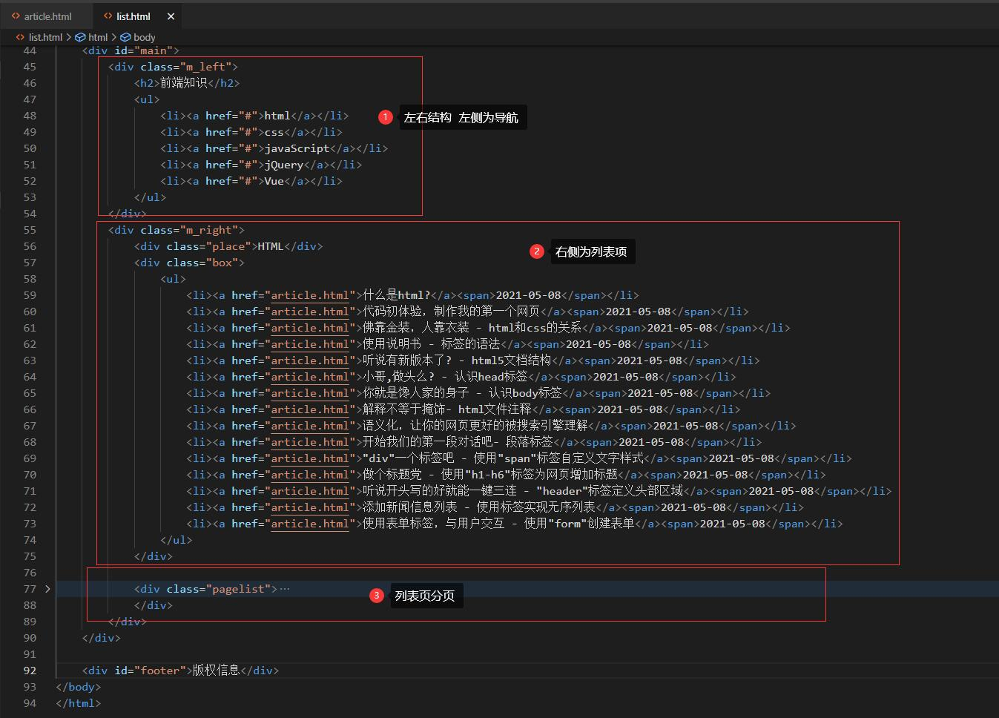 article.html list.html ×
list.html > html > body
44 <div id="main">
45 <div class="m_left">
46 <h2>前端知识</h2>
47 <ul>
48 <li><a href="#">html</a></li>
1 左右结构 左侧为导航
49 <li><a href="#">css</a></li>
50 <li><a href="#">javaScript</a></li>
51 <li><a href="#">jQuery</a></li>
52 <li><a href="#">Vue</a></li>
53 </ul>
54 </div>
55 <div class="m_right">
56 <div class="place">HTML</div>
2 右侧为列表项
57 <div class="box">
58 <ul>
59 <li><a href="article.html">什么是html?</a><span>2021-05-08</span></li>
60 <li><a href="article.html">代码初体验，制作我的第一个网页</a><span>2021-05-08</span></li>
61 <li><a href="article.html">佛靠金装，人靠衣装 - html和css的关系</a><span>2021-05-08</span></li>
62 <li><a href="article.html">使用说明书 - 标签的语法</a><span>2021-05-08</span></li>
63 <li><a href="article.html">听说有新版本了? - html5文档结构</a><span>2021-05-08</span></li>
64 <li><a href="article.html">小哥,做头么? - 认识head标签</a><span>2021-05-08</span></li>
65 <li><a href="article.html">你就是馋人家的身子 - 认识body标签</a><span>2021-05-08</span></li>
66 <li><a href="article.html">解释不等于掩饰- html文件注释</a><span>2021-05-08</span></li>
67 <li><a href="article.html">语义化，让你的网页更好的被搜索引擎理解</a><span>2021-05-08</span></li>
68 <li><a href="article.html">开始我们的第一段对话吧- 段落标签</a><span>2021-05-08</span></li>
69 <li><a href="article.html">"div"一个标签吧 - 使用"span"标签自定义文字样式</a><span>2021-05-08</span></li>
70 <li><a href="article.html">做个标题党 - 使用"h1-h6"标签为网页增加标题</a><span>2021-05-08</span></li>
71 <li><a href="article.html">听说开头写的好就能一键三连 - "header"标签定义头部区域</a><span>2021-05-08</span></li>
72 <li><a href="article.html">添加新闻信息列表 - 使用标签实现无序列表</a><span>2021-05-08</span></li>
73 <li><a href="article.html">使用表单标签，与用户交互 - 使用"form"创建表单</a><span>2021-05-08</span></li>
74 </ul>
75 </div>
76
77 <div class="pagelist">…
3 列表页分页
88 </div>
89 </div>
90 </div>
91
92 <div id="footer">版权信息</div>
93 </body>
94 </html>